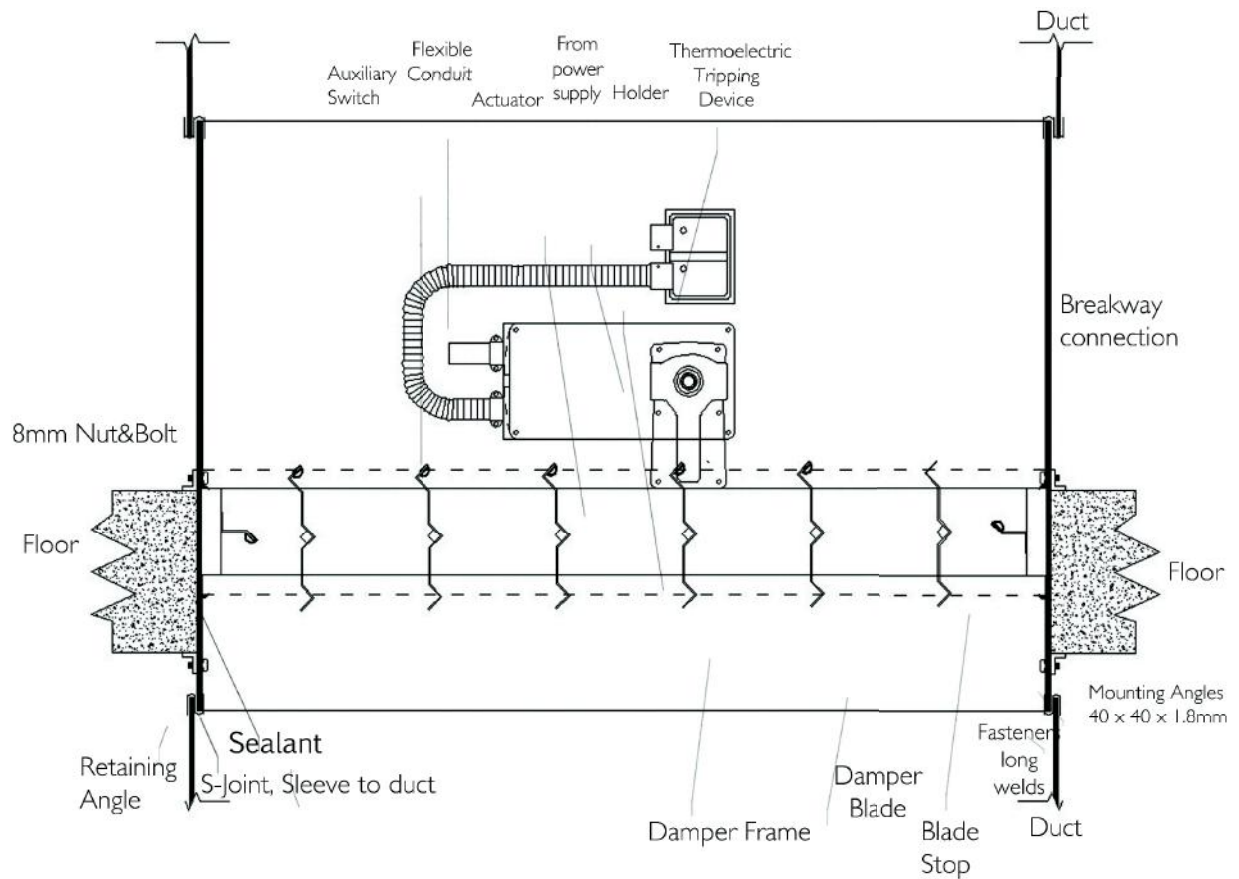 Duct
Flexible
Conduit
Auxiliary
Switch
Actuator
From
power
supply
Holder
Thermoelectric
Tripping
Device
Breakway
connection
8mm Nut&Bolt
Floor
Floor
Mounting Angles
40 x 40 x 1.8mm
Retaining
Angle
Sealant
S-Joint, Sleeve to duct
Fasteners
long
welds
Damper
Blade
Damper Frame
Blade
Stop
Duct